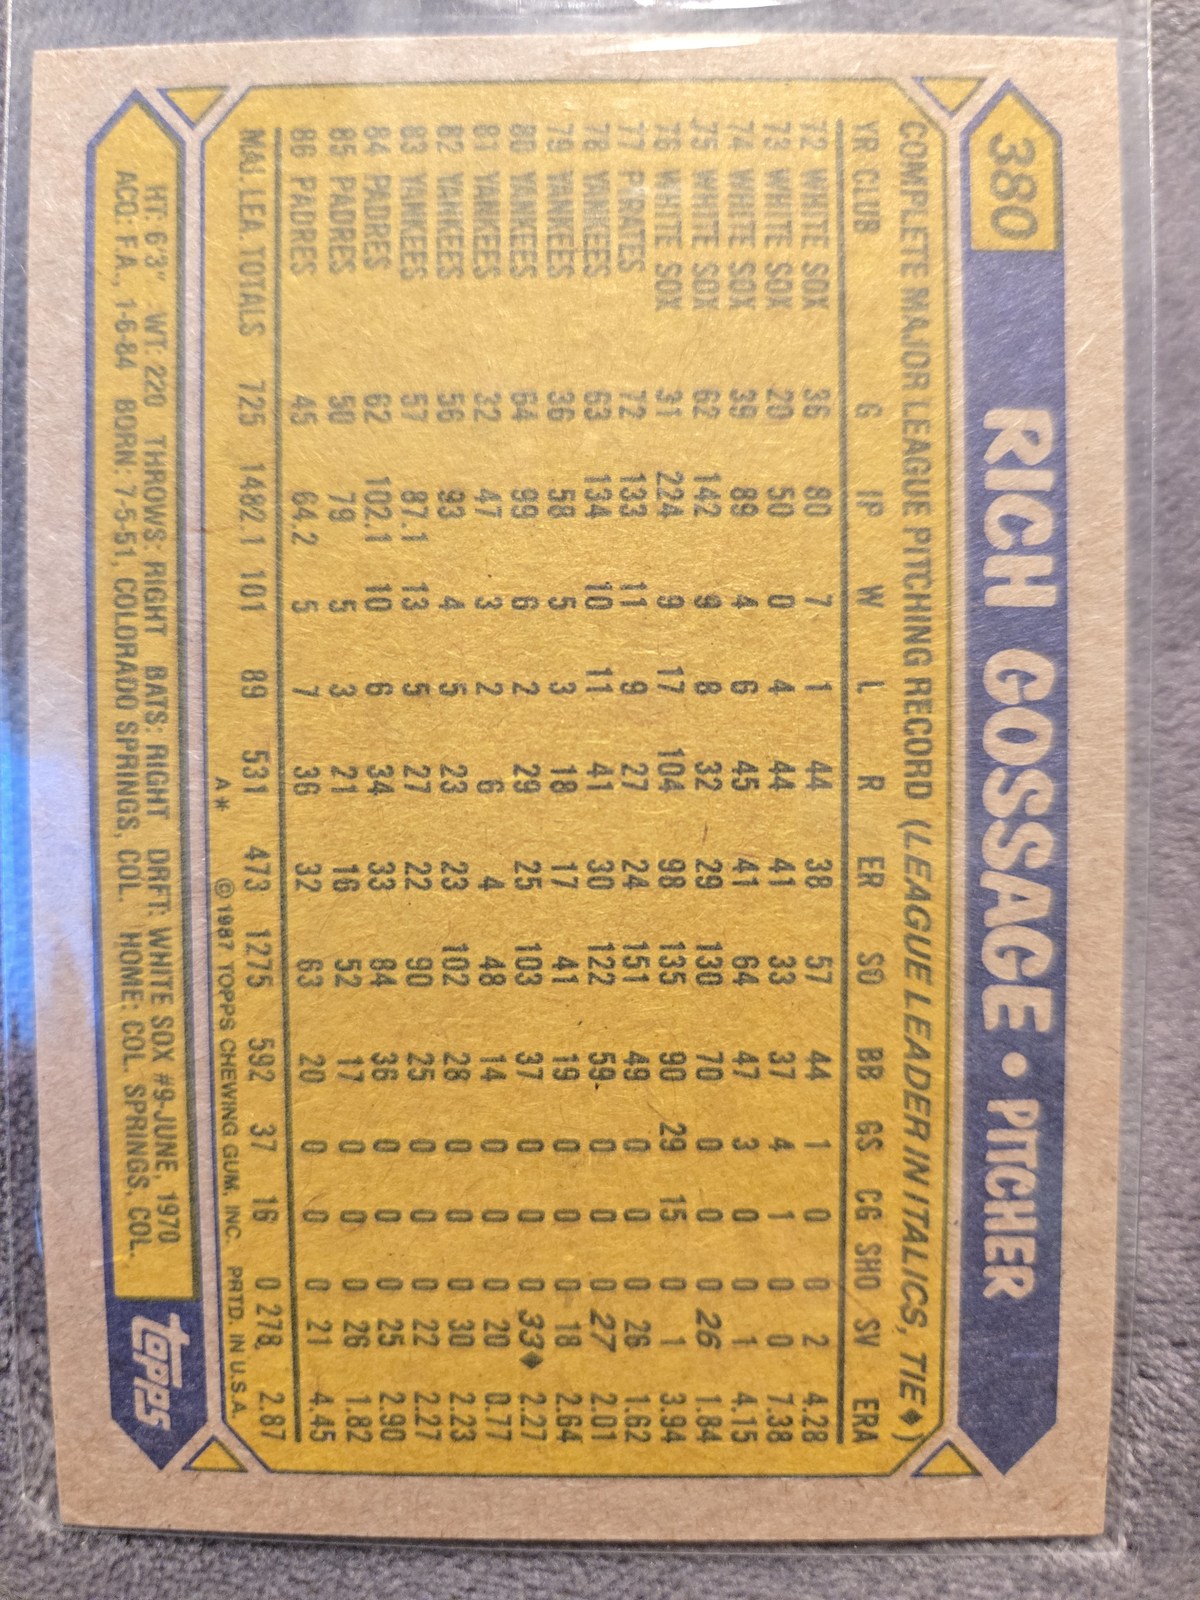 380 RICH GOSSAGE • PITCHER
COMPLETE MAJOR LEAGUE PITCHING RECORD (LEAGUE LEADER IN ITALICS, TIE♦)
YR CLUB G IP W L R ER SO BB GS CG SHO SV ERA
72 WHITE SOX 36 80 7 1 44 38 57 44 1 0 0 2 4.28
73 WHITE SOX 20 50 0 4 44 41 33 37 4 1 0 0 7.38
74 WHITE SOX 39 89 4 6 45 41 64 47 3 0 0 1 4.15
75 WHITE SOX 62 142 9 8 32 29 130 70 0 0 0 26 1.84
76 WHITE SOX 31 224 9 17 104 98 135 90 29 15 0 1 3.94
77 PIRATES 72 133 11 9 27 24 151 49 0 0 0 26 1.62
78 YANKEES 63 134 10 11 41 30 122 59 0 0 0 27 2.01
79 YANKEES 36 58 5 3 18 17 41 19 0 0 0 18 2.64
80 YANKEES 64 99 6 2 29 25 103 37 0 0 0 33♦ 2.27
81 YANKEES 32 47 3 2 6 4 48 14 0 0 0 20 0.77
82 YANKEES 56 93 4 5 23 23 102 28 0 0 0 30 2.23
83 YANKEES 57 87.1 13 5 27 22 90 25 0 0 0 22 2.27
84 PADRES 62 102.1 10 6 34 33 84 36 0 0 0 25 2.90
85 PADRES 50 79 5 3 21 16 52 17 0 0 0 26 1.82
86 PADRES 45 64.2 5 7 36 32 63 20 0 0 0 21 4.45
MAJ. LEA. TOTALS 725 1482.1 101 89 531 473 1275 592 37 16 0 278 2.87
A* ©1987 TOPPS CHEWING GUM, INC. PRTD. IN U.S.A.
HT: 6'3" WT: 220 THROWS: RIGHT BATS: RIGHT DRFT: WHITE SOX #9-JUNE, 1970
ACQ: F.A., 1-6-84 BORN: 7-5-51, COLORADO SPRINGS, COL. HOME: COL. SPRINGS, COL.
topps